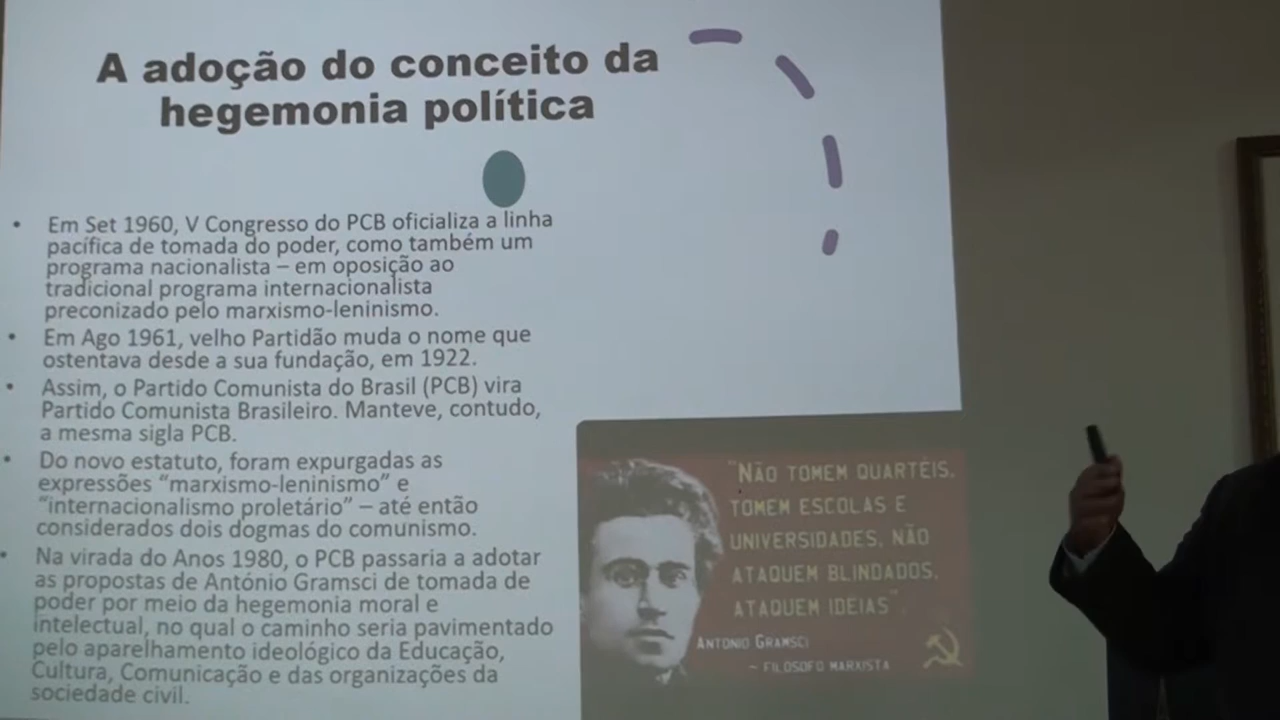 A adoção do conceito da
hegemonia política
• Em Set 1960, V Congresso do PCB oficializa a linha
pacífica de tomada do poder, como também um
programa nacionalista – em oposição ao
tradicional programa internacionalista
preconizado pelo marxismo-leninismo.
• Em Ago 1961, velho Partidão muda o nome que
ostentava desde a sua fundação, em 1922.
• Assim, o Partido Comunista do Brasil (PCB) vira
Partido Comunista Brasileiro. Manteve, contudo,
a mesma sigla PCB.
• Do novo estatuto, foram expurgadas as
expressões “marxismo-leninismo” e
“internacionalismo proletário” – até então
considerados dois dogmas do comunismo.
• Na virada do Anos 1980, o PCB passaria a adotar
as propostas de António Gramsci de tomada de
poder por meio da hegemonia moral e
intelectual, no qual o caminho seria pavimentado
pelo aparelhamento ideológico da Educação,
Cultura, Comunicação e das organizações da
sociedade civil.
"NÃO TOMEM QUARTÉIS,
TOMEM ESCOLAS E
UNIVERSIDADES, NÃO
ATAQUEM BLINDADOS,
ATAQUEM IDEIAS".
ANTONIO GRAMSCI
~ FILOSOFO MARXISTA